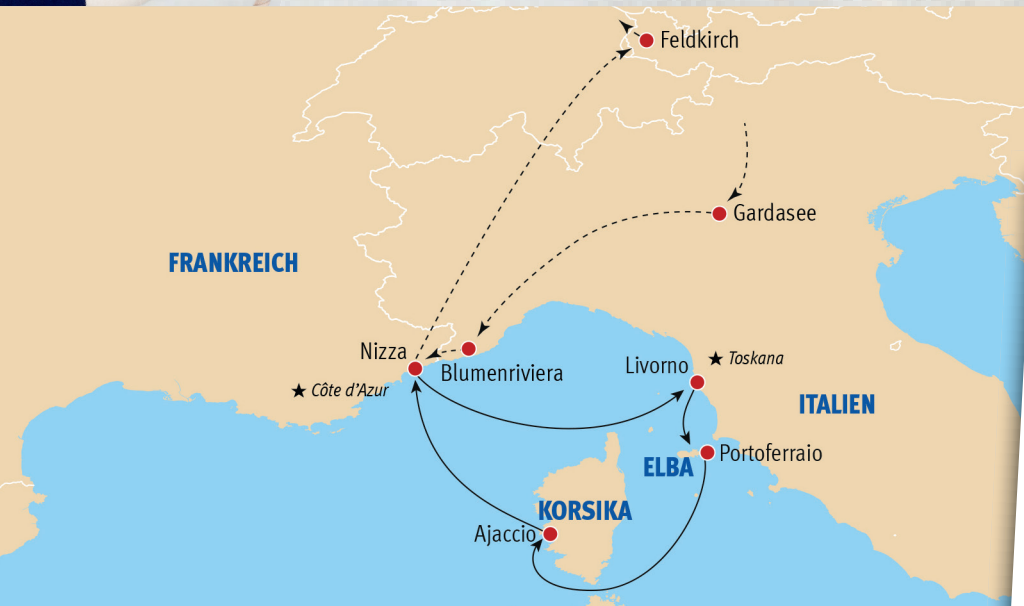 Feldkirch
Gardasee
FRANKREICH
Nizza
Blumenriviera
Livorno
★ Toskana
★ Côte d'Azur
ITALIEN
Portoferraio
ELBA
KORSIKA
Ajaccio